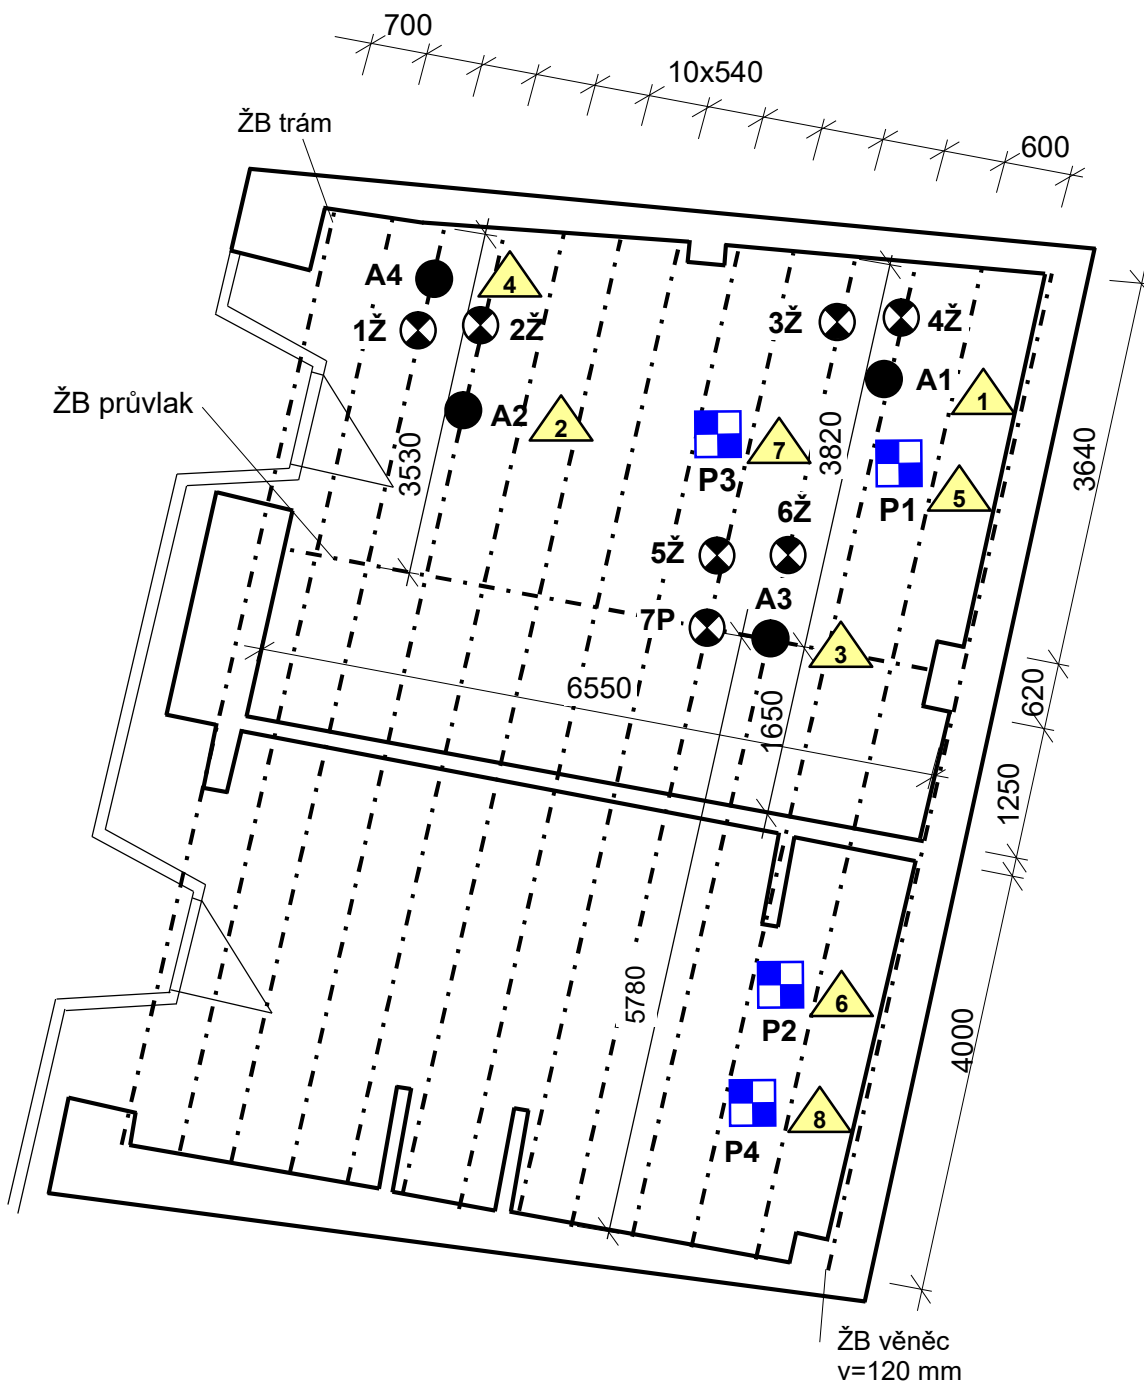 700
10x540
600
ŽB trám
A4
4
1Ž
2Ž
3Ž
4Ž
A1
1
ŽB průvlak
A2
2
3530
P3
7
3820
P1
5
3640
6Ž
5Ž
A3
7P
3
6550
1650
620
1250
5780
P2
6
4000
P4
8
ŽB věněc
v=120 mm